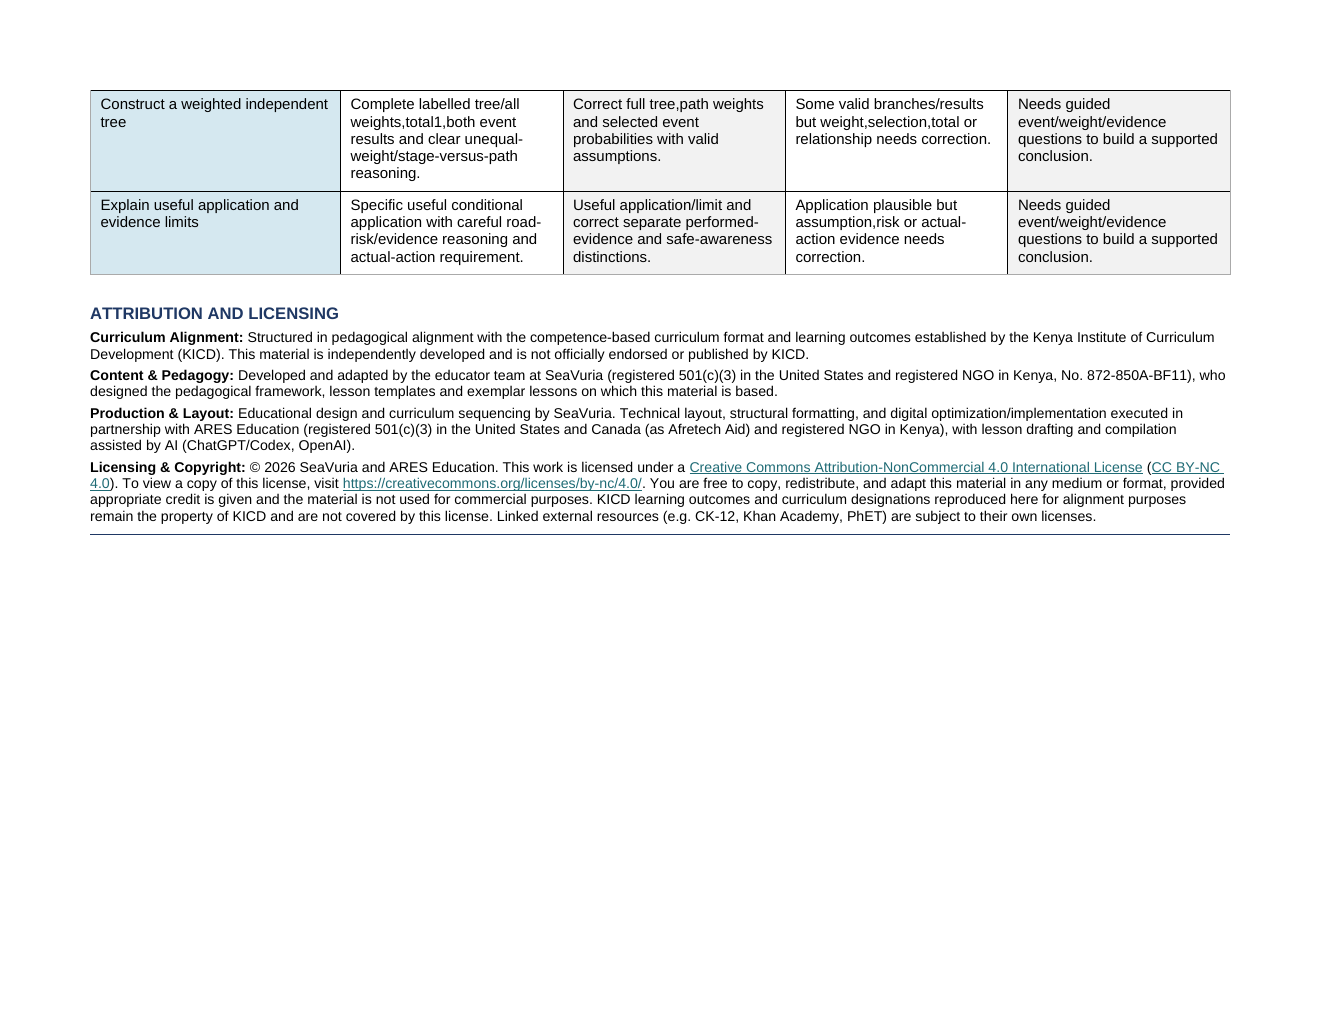 Construct a weighted independent
tree
Complete labelled tree/all
weights,total1,both event
results and clear unequal-
weight/stage-versus-path
reasoning.
Correct full tree,path weights
and selected event
probabilities with valid
assumptions.
Some valid branches/results
but weight,selection,total or
relationship needs correction.
Needs guided
event/weight/evidence
questions to build a supported
conclusion.
Explain useful application and
evidence limits
Specific useful conditional
application with careful road-
risk/evidence reasoning and
actual-action requirement.
Useful application/limit and
correct separate performed-
evidence and safe-awareness
distinctions.
Application plausible but
assumption,risk or actual-
action evidence needs
correction.
Needs guided
event/weight/evidence
questions to build a supported
conclusion.
ATTRIBUTION AND LICENSING
Curriculum Alignment: Structured in pedagogical alignment with the competence-based curriculum format and learning outcomes established by the Kenya Institute of Curriculum
Development (KICD). This material is independently developed and is not officially endorsed or published by KICD.
Content & Pedagogy: Developed and adapted by the educator team at SeaVuria (registered 501(c)(3) in the United States and registered NGO in Kenya, No. 872-850A-BF11), who
designed the pedagogical framework, lesson templates and exemplar lessons on which this material is based.
Production & Layout: Educational design and curriculum sequencing by SeaVuria. Technical layout, structural formatting, and digital optimization/implementation executed in
partnership with ARES Education (registered 501(c)(3) in the United States and Canada (as Afretech Aid) and registered NGO in Kenya), with lesson drafting and compilation
assisted by AI (ChatGPT/Codex, OpenAI).
Licensing & Copyright: © 2026 SeaVuria and ARES Education. This work is licensed under a Creative Commons Attribution-NonCommercial 4.0 International License (CC BY-NC
4.0). To view a copy of this license, visit https://creativecommons.org/licenses/by-nc/4.0/. You are free to copy, redistribute, and adapt this material in any medium or format, provided
appropriate credit is given and the material is not used for commercial purposes. KICD learning outcomes and curriculum designations reproduced here for alignment purposes
remain the property of KICD and are not covered by this license. Linked external resources (e.g. CK-12, Khan Academy, PhET) are subject to their own licenses.